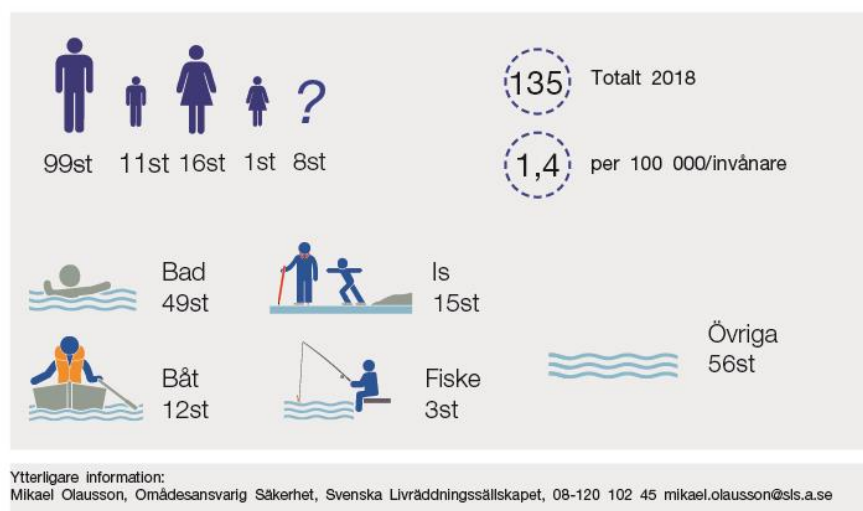 135 Totalt 2018
?
99st 11st 16st 1st 8st
1,4 per 100 000/invånare
Bad
49st
Is
15st
Övriga
56st
Båt
12st
Fiske
3st
Ytterligare information:
Mikael Olausson, Omådesansvarig Säkerhet, Svenska Livräddningssällskapet, 08-120 102 45 mikael.olausson@sls.a.se